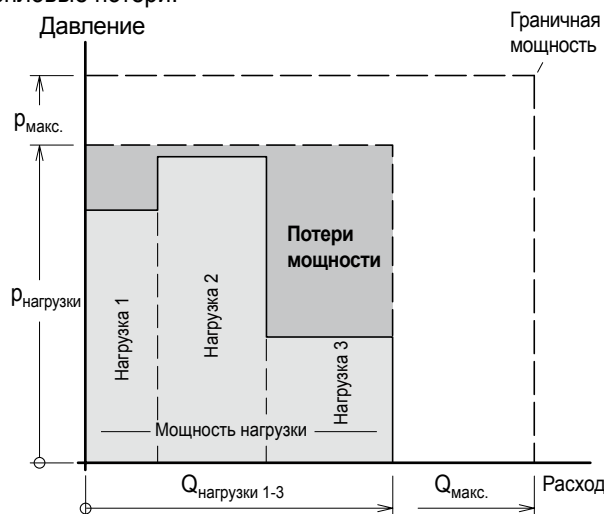 Давление
Граничная
мощность
pмакс.
pнагрузки
Потери
мощности
Нагрузка 1
Нагрузка 2
Нагрузка 3
Мощность нагрузки
Qнагрузки 1-3
Qмакс.
Расход